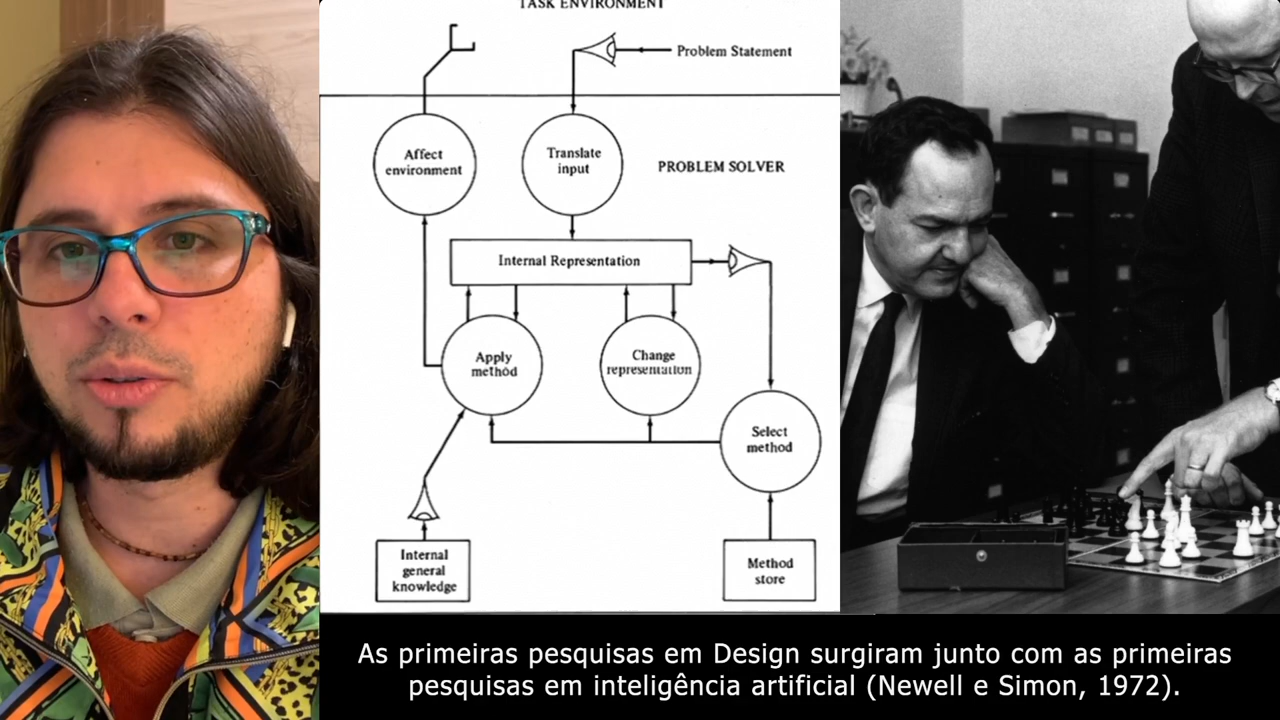 TASK ENVIRONMENT
Problem Statement
Affect
environment
Translate
input
PROBLEM SOLVER
Internal Representation
Apply
method
Change
representation
Select
method
Internal
general
knowledge
Method
store
As primeiras pesquisas em Design surgiram junto com as primeiras
pesquisas em inteligência artificial (Newell e Simon, 1972).